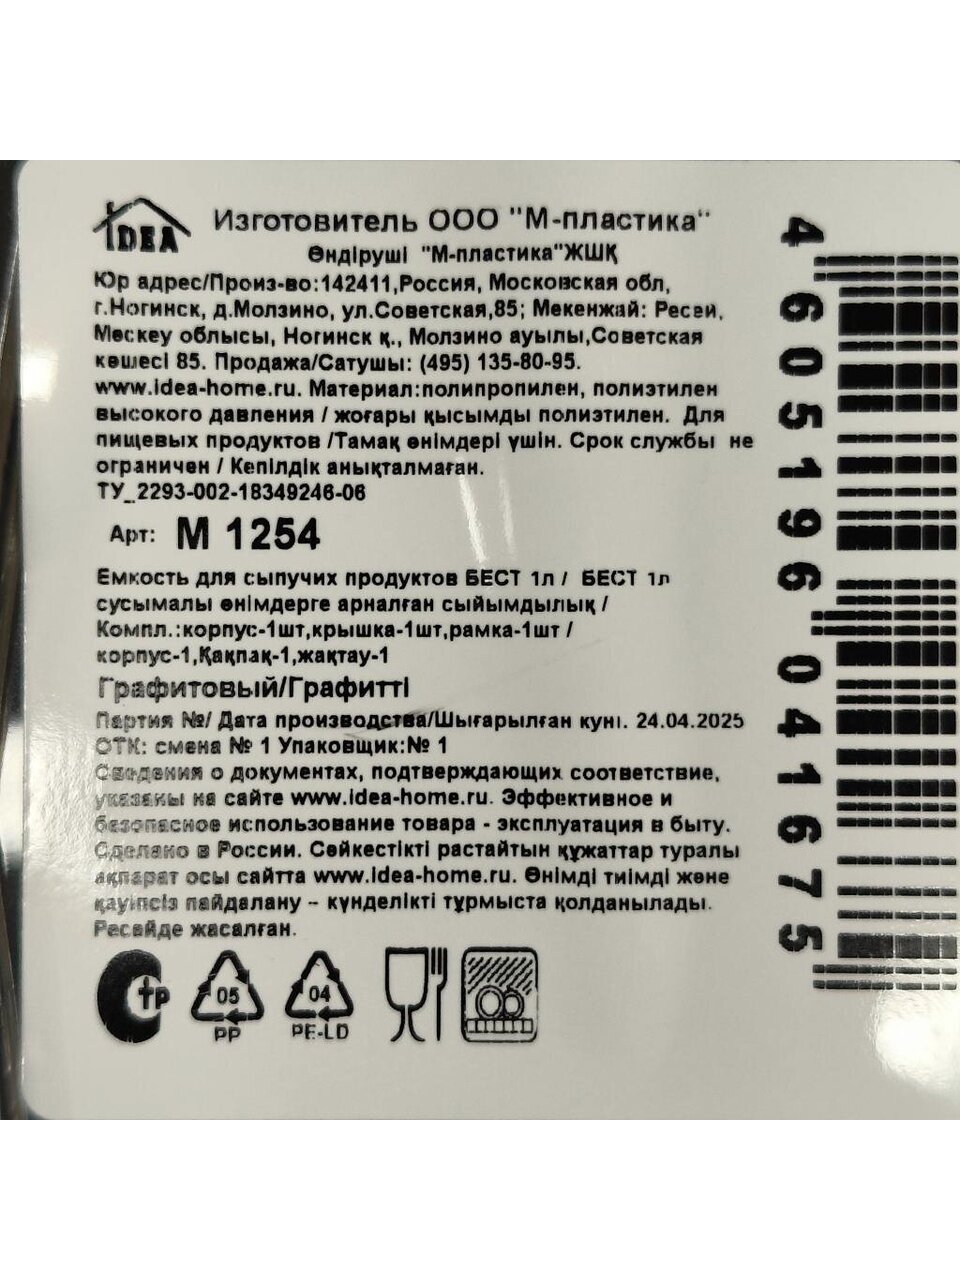 IDEA
Изготовитель ООО "М-пластика"
Өндіруші "М-пластика"ЖШҚ
Юр адрес/Произ-во:142411,Россия, Московская обл,
г.Ногинск, д.Молзино, ул.Советская,85; Мекенжай: Ресей,
Мәскеу облысы, Ногинск қ., Молзино ауылы,Советская
көшесі 85. Продажа/Сатушы: (495) 135-80-95.
www.idea-home.ru. Материал:полипропилен, полиэтилен
высокого давления / жоғары қысымды полиэтилен. Для
пищевых продуктов /Тамақ өнімдері үшін. Срок службы не
ограничен / Кепілдік анықталмаған.
ТУ_2293-002-18349246-06
Арт: М 1254
Емкость для сыпучих продуктов БЕСТ 1л / БЕСТ 1л
сусымалы өнімдерге арналған сыйымдылық /
Компл.:корпус-1шт,крышка-1шт,рамка-1шт /
корпус-1,Қақпақ-1,жақтау-1
Графитовый/Графитті
Партия №/ Дата производства/Шығарылған күні. 24.04.2025
ОТК: смена № 1 Упаковщик:№ 1
Сведения о документах, подтверждающих соответствие,
указаны на сайте www.idea-home.ru. Эффективное и
безопасное использование товара - эксплуатация в быту.
Сделано в России. Сәйкестікті растайтын құжаттар туралы
ақпарат осы сайтта www.idea-home.ru. Өнімді тиімді және
қауіпсіз пайдалану – күнделікті тұрмыста қолданылады.
Ресейде жасалған.
тр
05
PP
04
PE-LD
4605196041675